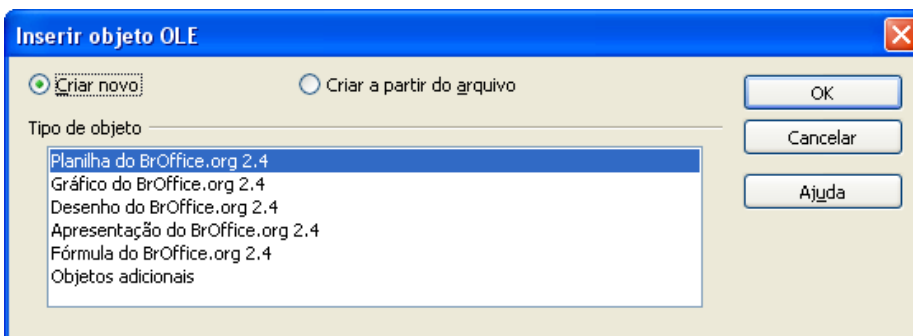 Inserir objeto OLE
Criar novo Criar a partir do arquivo OK
Tipo de objeto Cancelar
Planilha do BrOffice.org 2.4
Gráfico do BrOffice.org 2.4 Ajuda
Desenho do BrOffice.org 2.4
Apresentação do BrOffice.org 2.4
Fórmula do BrOffice.org 2.4
Objetos adicionais